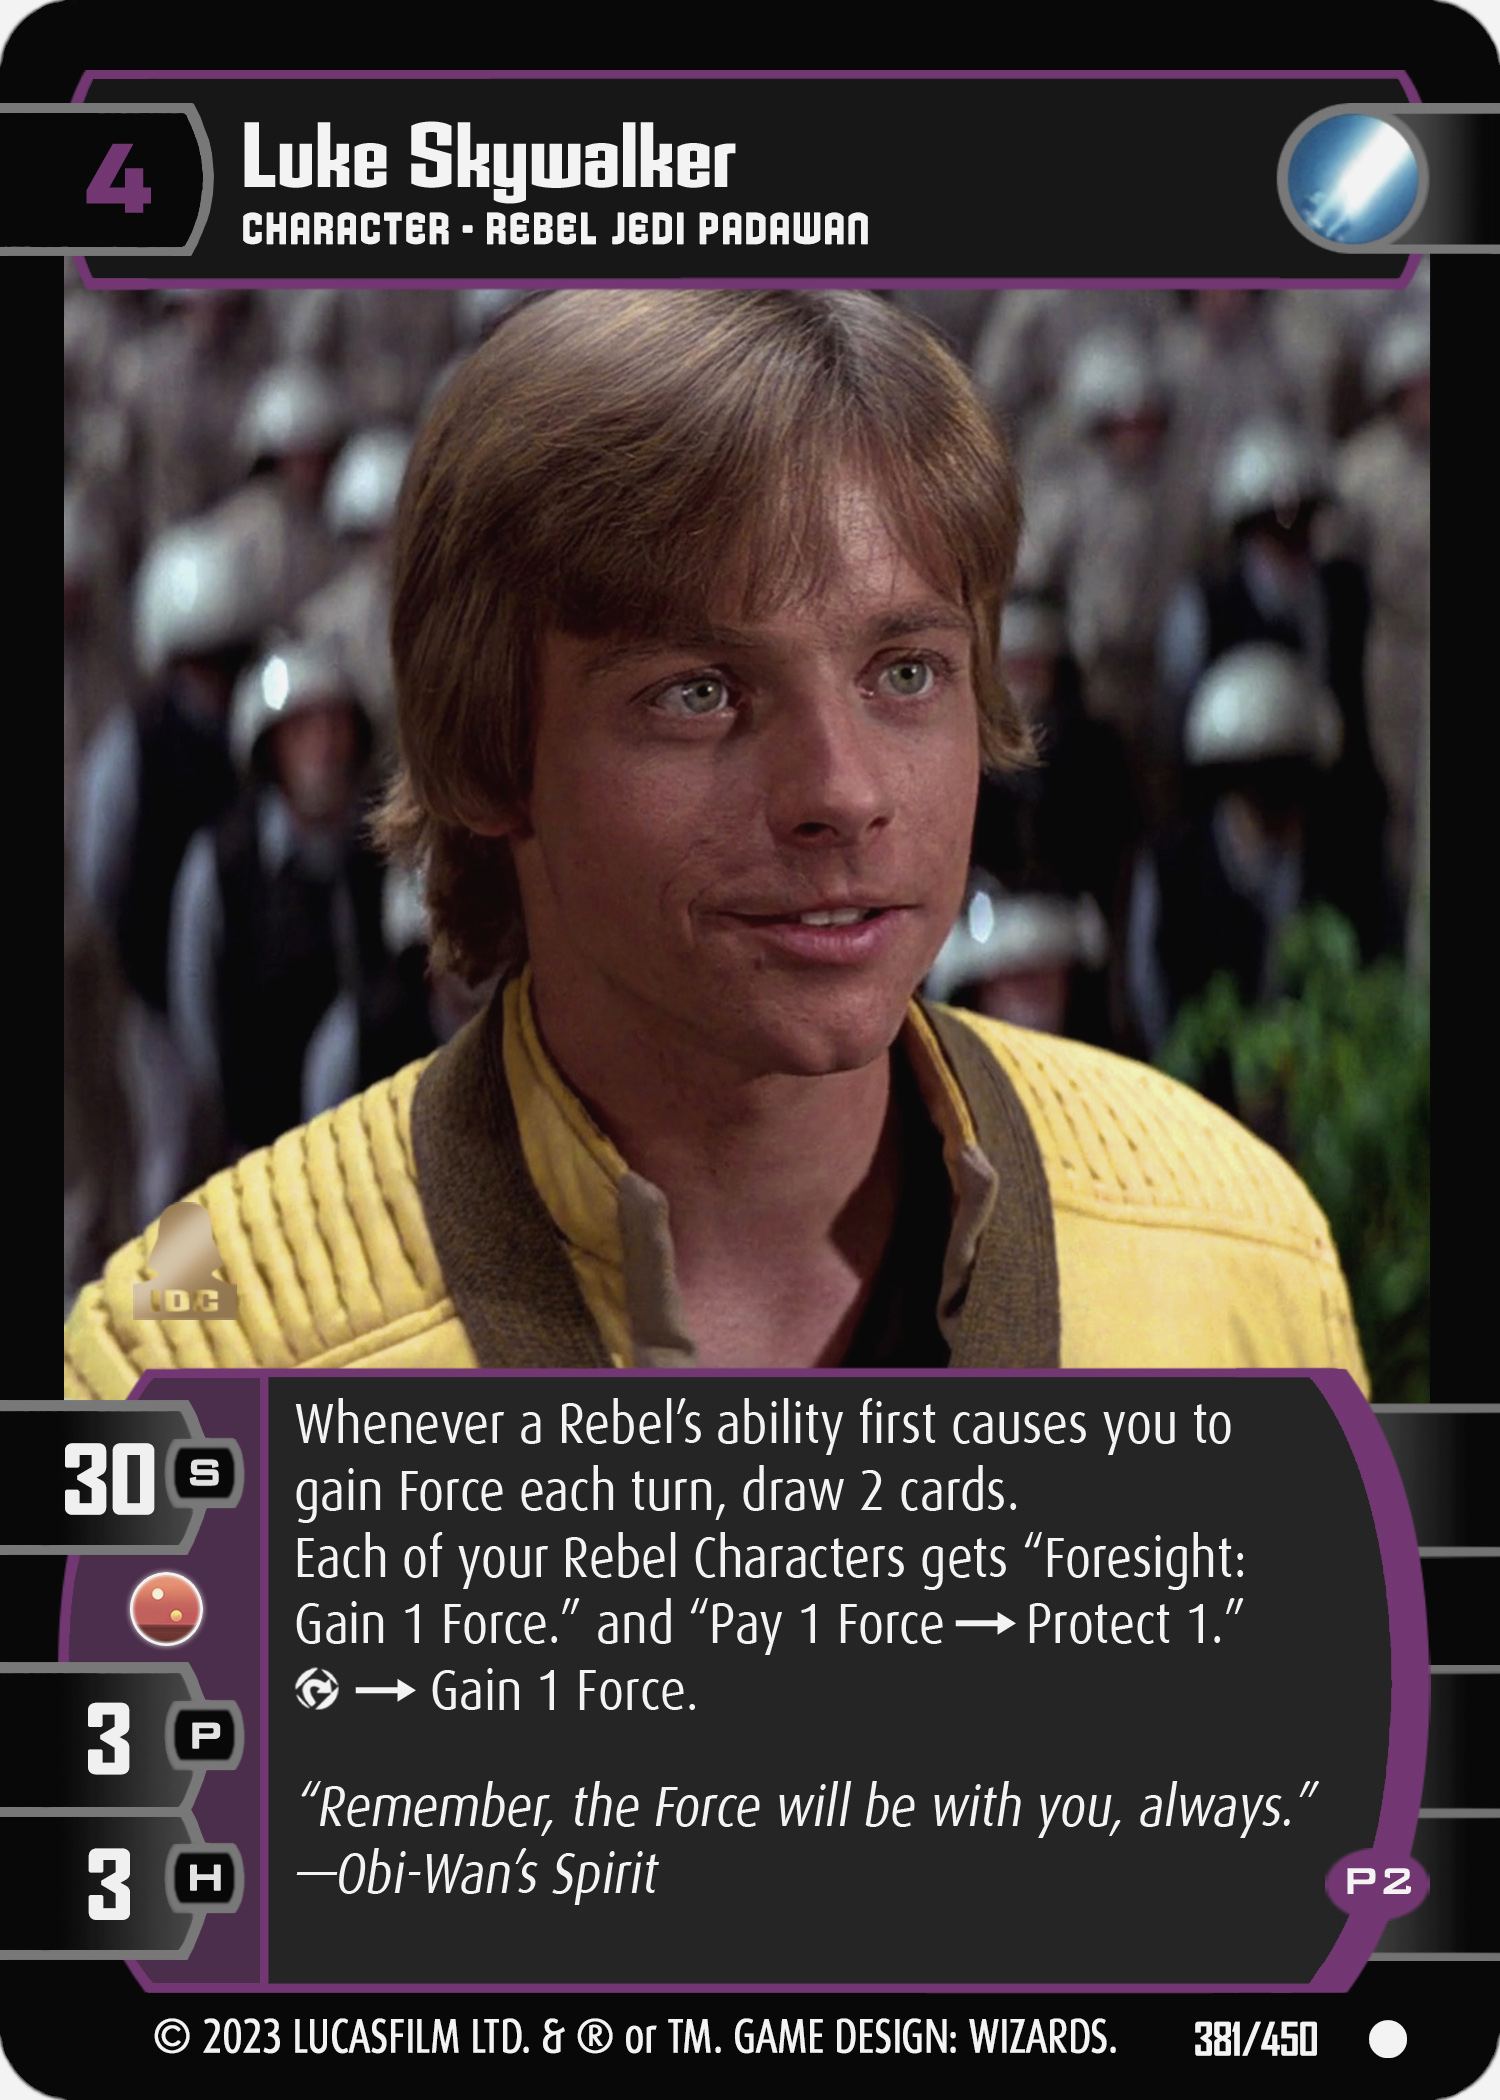 4
Luke Skywalker
CHARACTER - REBEL JEDI PADAWAN
IDC
30 S
Whenever a Rebel’s ability first causes you to
gain Force each turn, draw 2 cards.
Each of your Rebel Characters gets “Foresight:
Gain 1 Force.” and “Pay 1 Force → Protect 1.”
→ Gain 1 Force.
3 P
“Remember, the Force will be with you, always.”
—Obi-Wan’s Spirit
3 H
P2
© 2023 LUCASFILM LTD. & ® or TM. GAME DESIGN: WIZARDS.
381/450